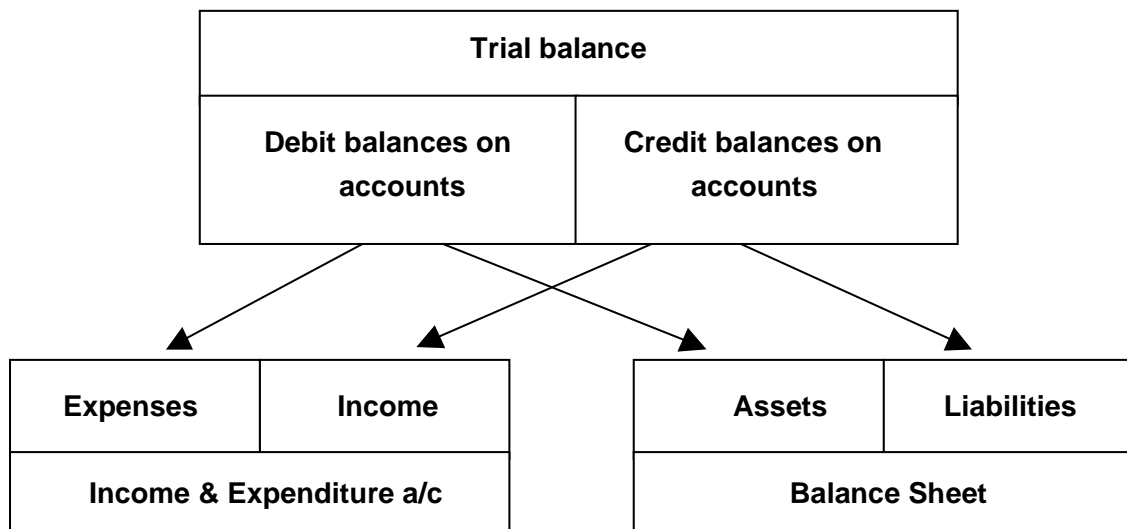 Trial balance
Debit balances on
accounts
Credit balances on
accounts
Expenses
Income
Assets
Liabilities
Income & Expenditure a/c
Balance Sheet